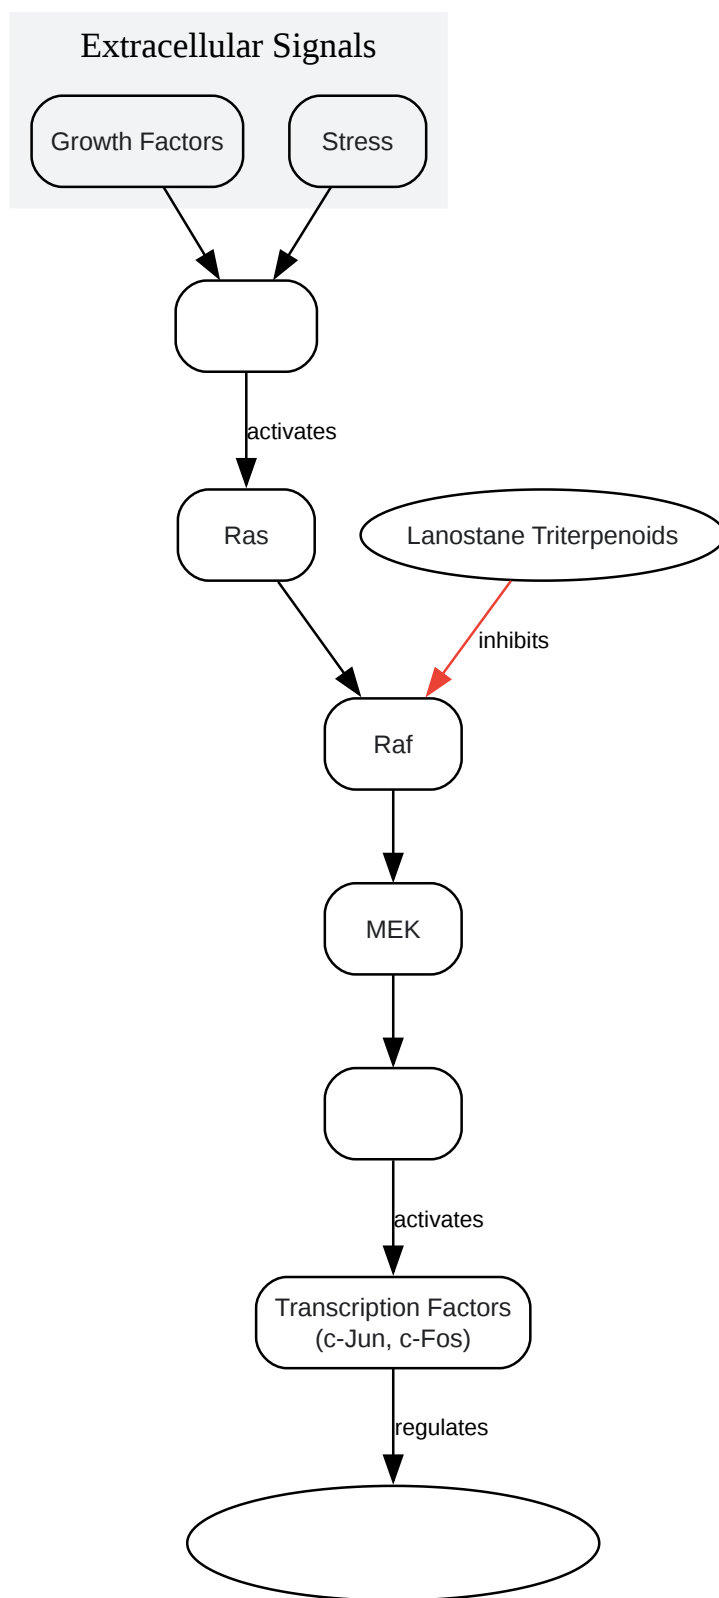 Extracellular Signals
Growth Factors
Stress
activates
Ras
Lanostane Triterpenoids
inhibits
Raf
MEK
activates
Transcription Factors
(c-Jun, c-Fos)
regulates